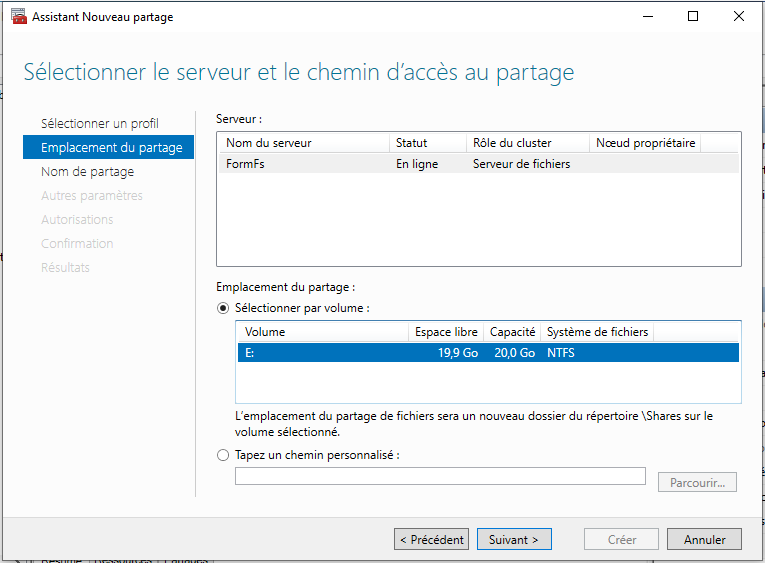 Assistant Nouveau partage
Sélectionner le serveur et le chemin d'accès au partage
Sélectionner un profil
Emplacement du partage
Nom de partage
Autres paramètres
Autorisations
Confirmation
Résultats
Serveur :
Nom du serveur Statut Rôle du cluster Nœud propriétaire
FormFs En ligne Serveur de fichiers
Emplacement du partage :
Sélectionner par volume :
Volume Espace libre Capacité Système de fichiers
E: 19,9 Go 20,0 Go NTFS
L'emplacement du partage de fichiers sera un nouveau dossier du répertoire \Shares sur le
volume sélectionné.
Tapez un chemin personnalisé :
Parcourir...
< Précédent Suivant > Créer Annuler